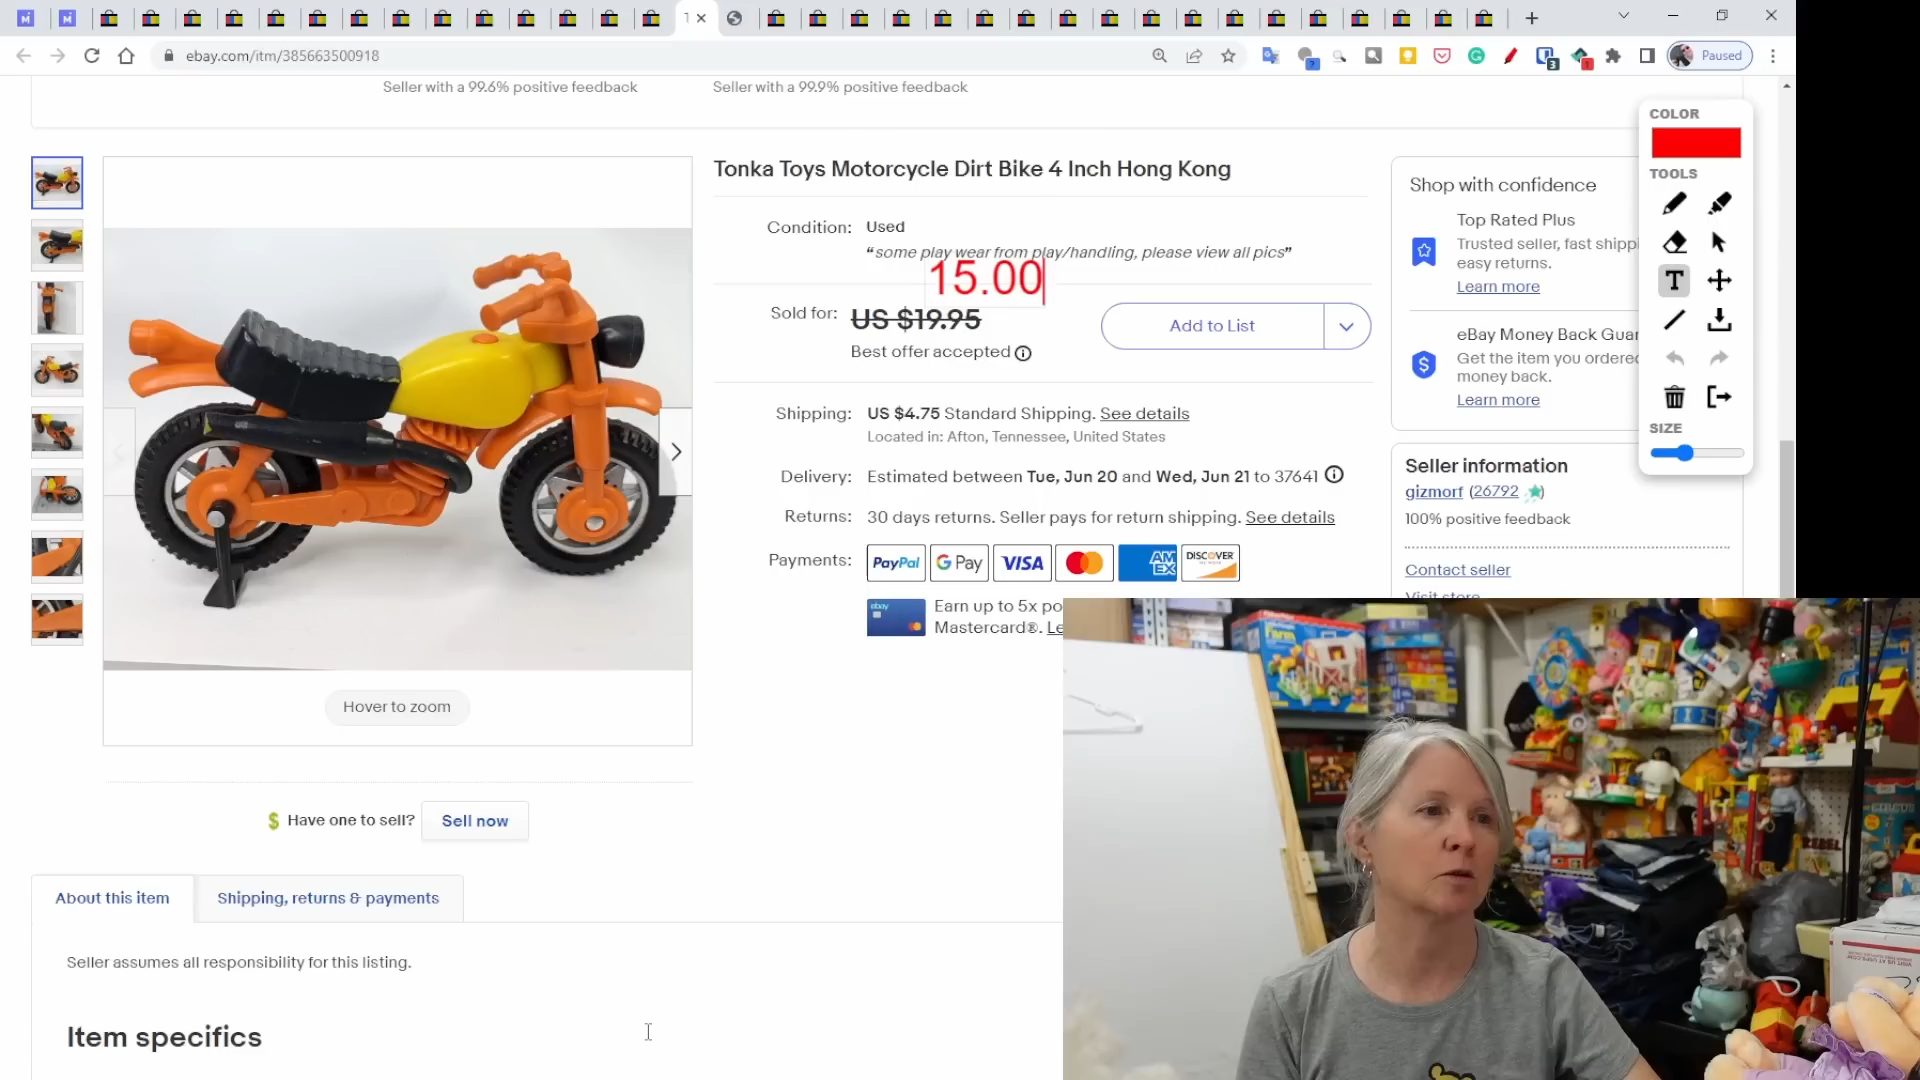 ebay.com/itm/385663500918
Paused
Seller with a 99.6% positive feedback
Seller with a 99.9% positive feedback
Tonka Toys Motorcycle Dirt Bike 4 Inch Hong Kong
Condition: Used
“some play wear from play/handling, please view all pics”
15.00
Sold for: US $19.95
Add to List
Best offer accepted
Shipping: US $4.75 Standard Shipping. See details
Located in: Afton, Tennessee, United States
Delivery: Estimated between Tue, Jun 20 and Wed, Jun 21 to 37641
Returns: 30 days returns. Seller pays for return shipping. See details
Payments: PayPal G Pay VISA AMEX DISCOVER
ebay
Earn up to 5x po
Mastercard®. Le
Hover to zoom
Have one to sell? Sell now
About this item
Shipping, returns & payments
Seller assumes all responsibility for this listing.
Item specifics
Shop with confidence
Top Rated Plus
Trusted seller, fast shippi
easy returns.
Learn more
eBay Money Back Guar
Get the item you ordered
money back.
Learn more
Seller information
gizmorf (26792)
100% positive feedback
Contact seller
Visit store
COLOR
TOOLS
T
SIZE
Farm